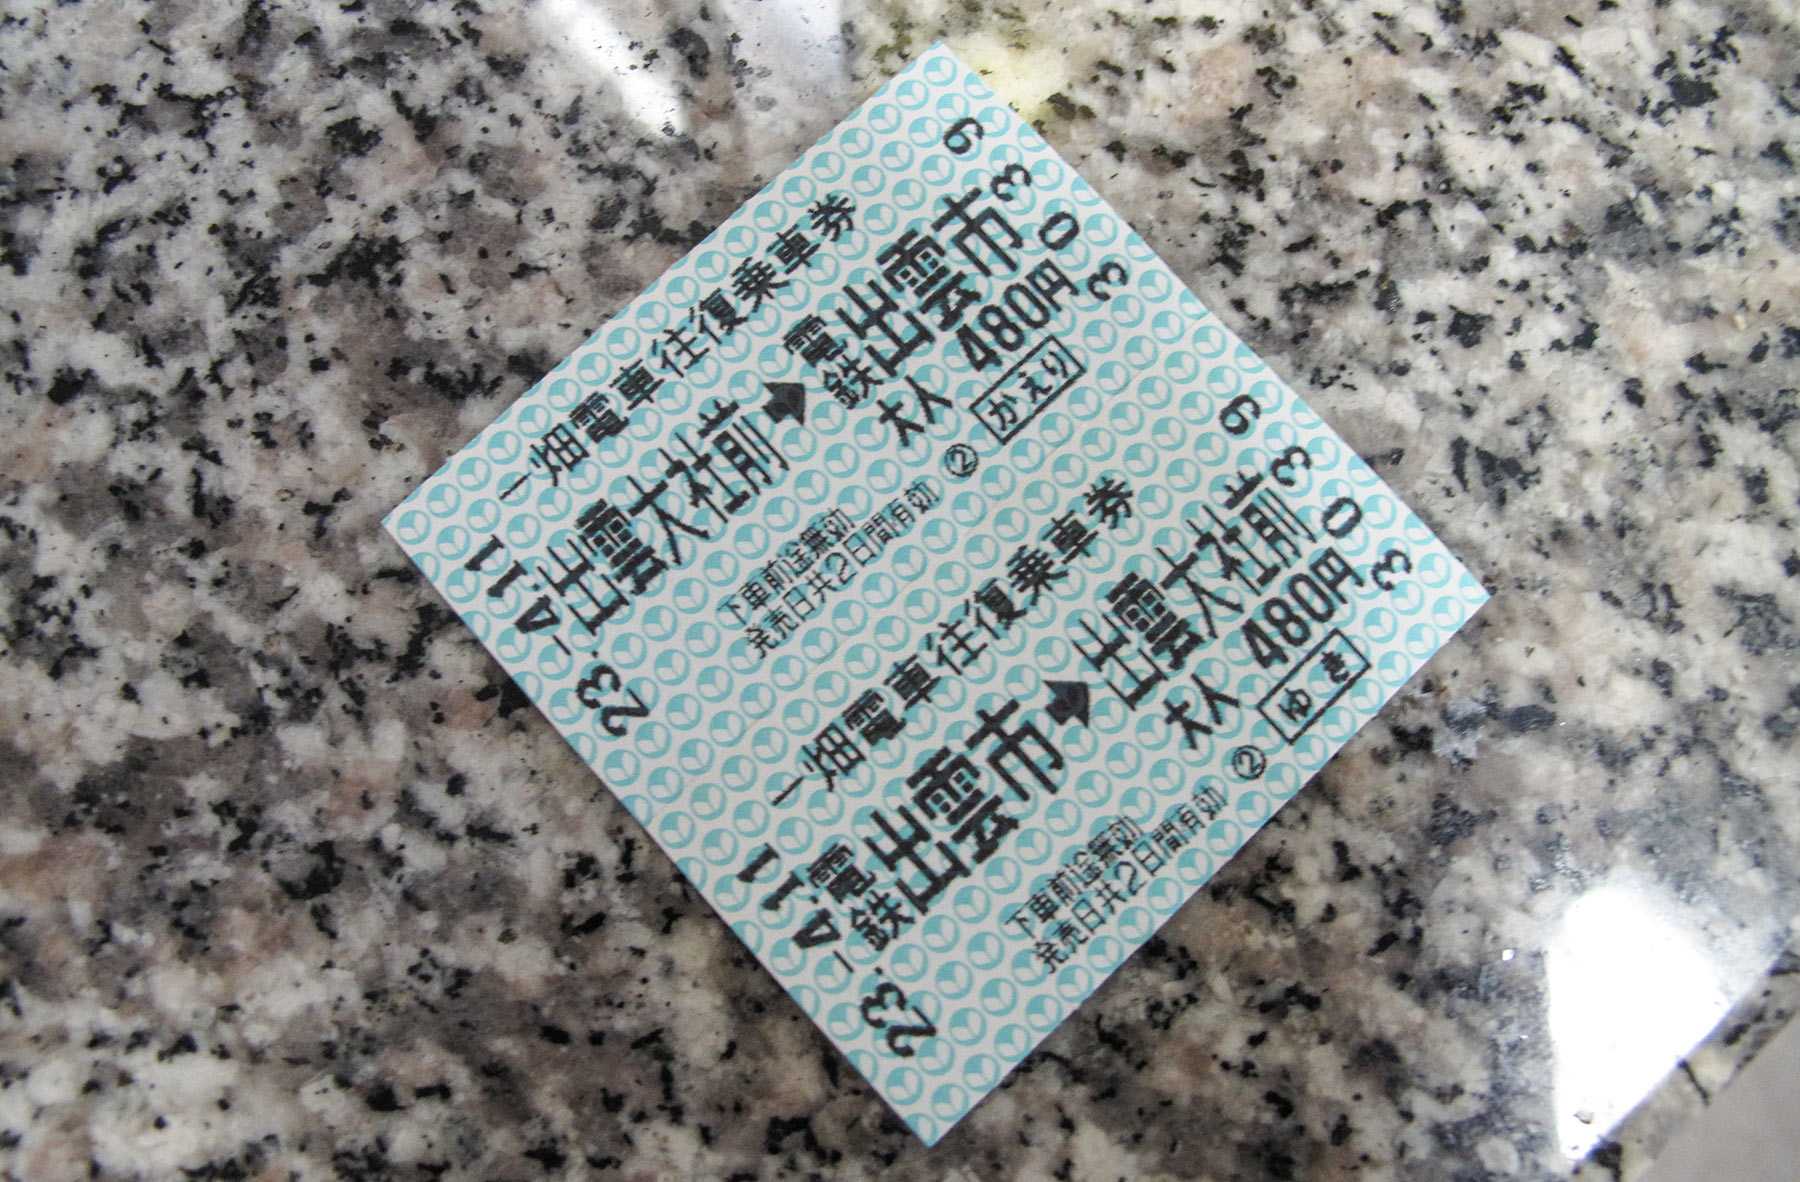 一畑電車往復乗車券
出雲大社前➡電鉄出雲市
大人 480円
下車前途無効
発売日共2日間有効 ② かえり
23.-4.11
一畑電車往復乗車券
電鉄出雲市➡出雲大社前
大人 480円
下車前途無効
発売日共2日間有効 ② ゆき
23.-4.11